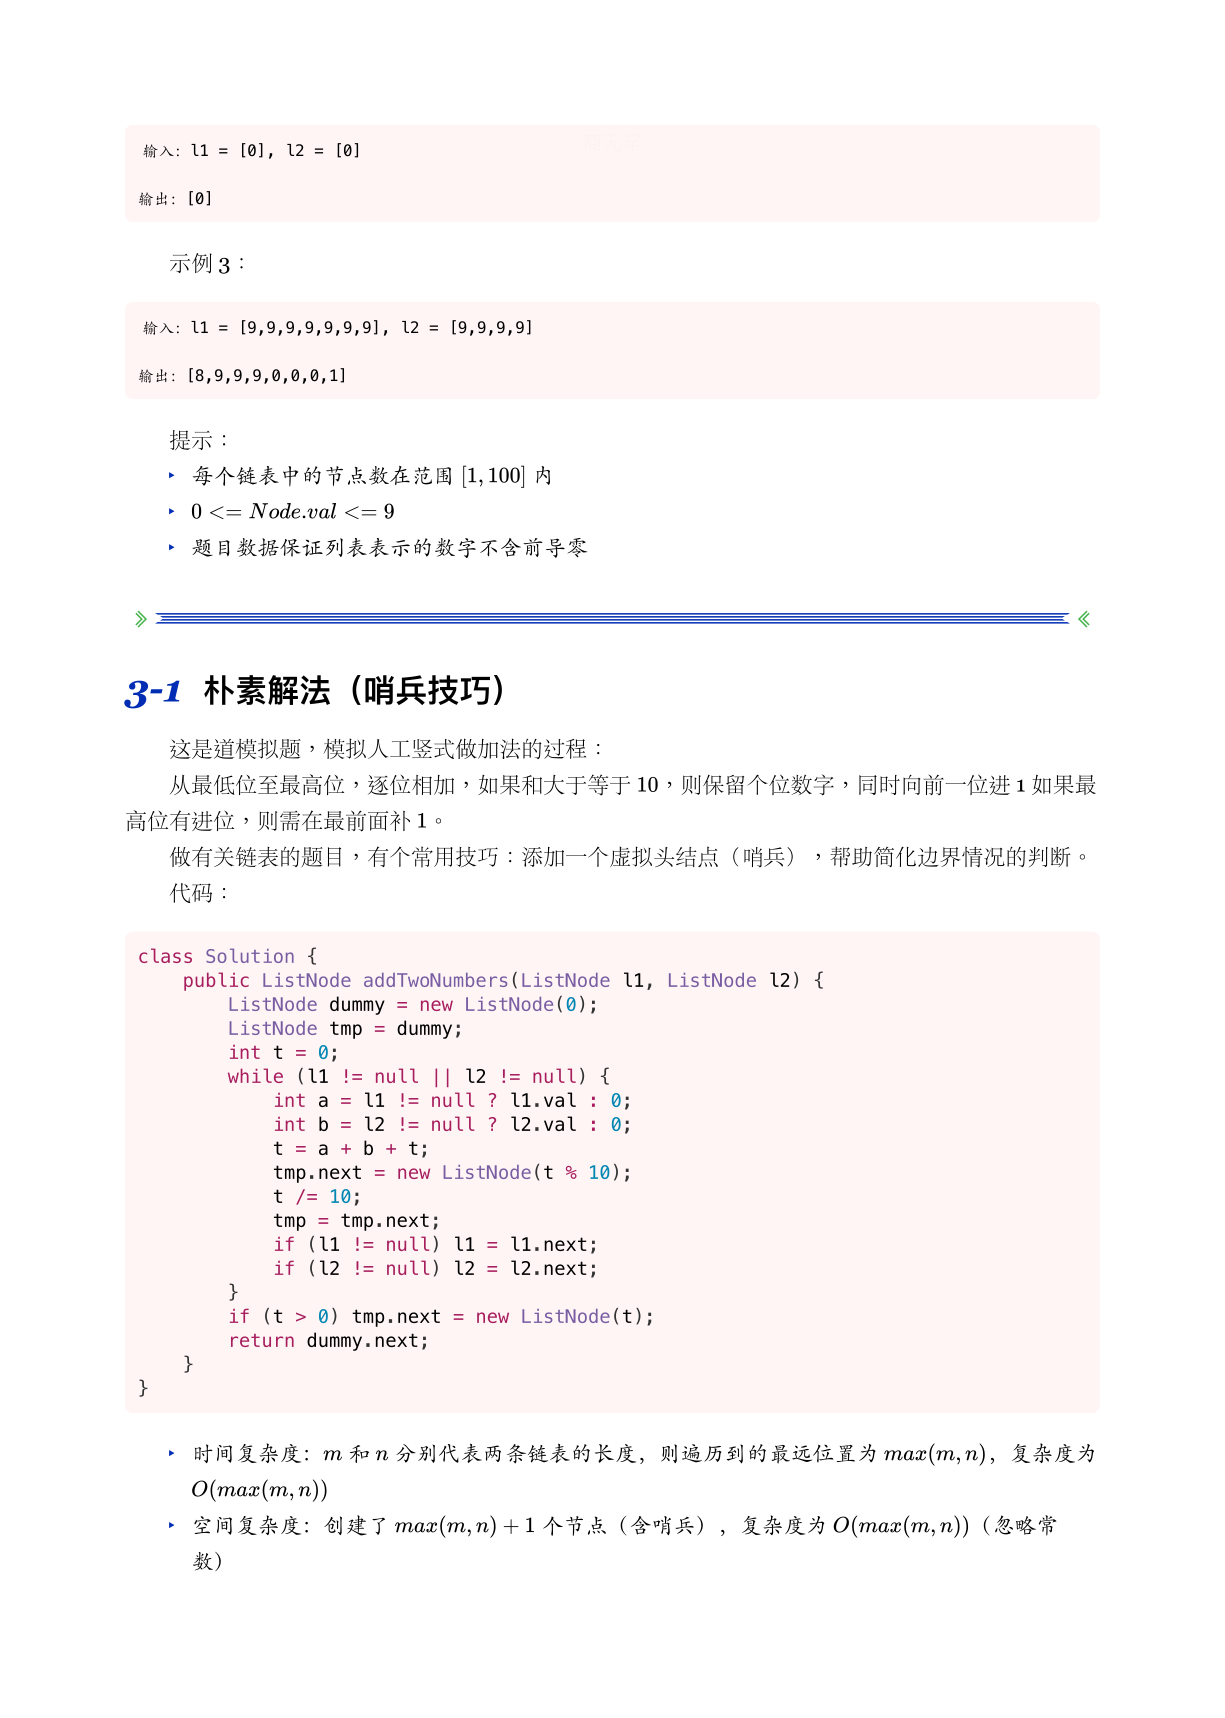 输入: l1 = [0], l2 = [0]
输出: [0]
示例 3：
输入: l1 = [9,9,9,9,9,9,9], l2 = [9,9,9,9]
输出: [8,9,9,9,0,0,0,1]
提示：
‣ 每个链表中的节点数在范围 [1, 100] 内
‣ 0 <= Node.val <= 9
‣ 题目数据保证列表表示的数字不含前导零
3-1 朴素解法（哨兵技巧）
这是道模拟题，模拟人工竖式做加法的过程：
从最低位至最高位，逐位相加，如果和大于等于 10，则保留个位数字，同时向前一位进 1 如果最
高位有进位，则需在最前面补 1。
做有关链表的题目，有个常用技巧：添加一个虚拟头结点（哨兵），帮助简化边界情况的判断。
代码：
class Solution {
    public ListNode addTwoNumbers(ListNode l1, ListNode l2) {
        ListNode dummy = new ListNode(0);
        ListNode tmp = dummy;
        int t = 0;
        while (l1 != null || l2 != null) {
            int a = l1 != null ? l1.val : 0;
            int b = l2 != null ? l2.val : 0;
            t = a + b + t;
            tmp.next = new ListNode(t % 10);
            t /= 10;
            tmp = tmp.next;
            if (l1 != null) l1 = l1.next;
            if (l2 != null) l2 = l2.next;
        }
        if (t > 0) tmp.next = new ListNode(t);
        return dummy.next;
    }
}
‣ 时间复杂度：m 和 n 分别代表两条链表的长度，则遍历到的最远位置为 max(m, n)，复杂度为
O(max(m, n))
‣ 空间复杂度：创建了 max(m, n) + 1 个节点（含哨兵），复杂度为 O(max(m, n))（忽略常
数）